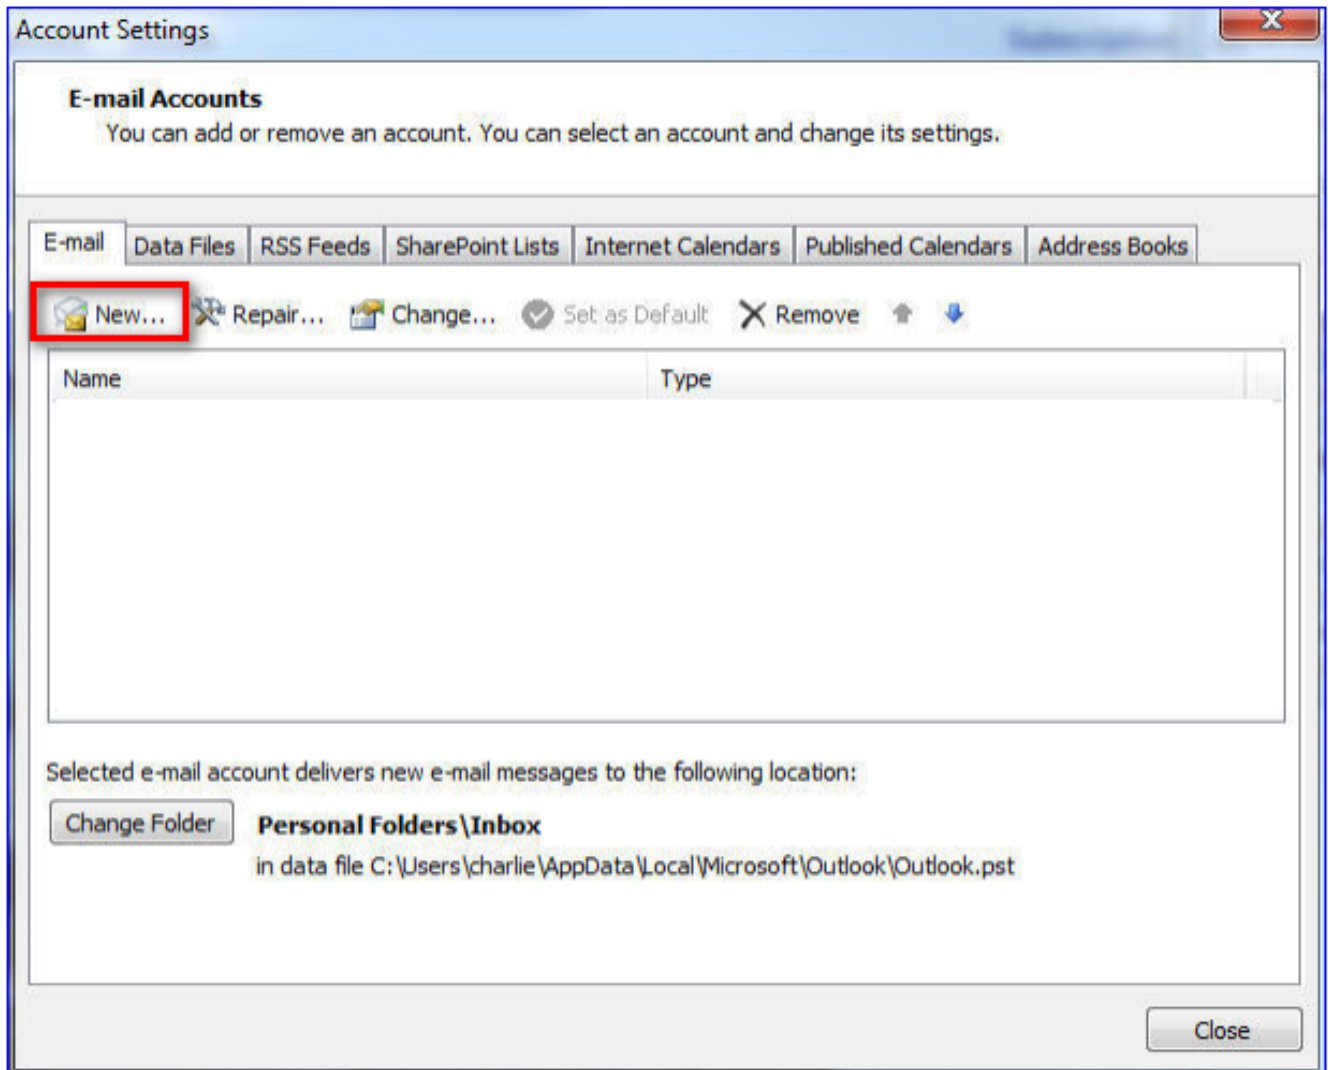 Account Settings
E-mail Accounts
You can add or remove an account. You can select an account and change its settings.
E-mail Data Files RSS Feeds SharePoint Lists Internet Calendars Published Calendars Address Books
New... Repair... Change... Set as Default Remove
Name Type
Selected e-mail account delivers new e-mail messages to the following location:
Change Folder Personal Folders\Inbox
in data file C:\Users\charlie\AppData\Local\Microsoft\Outlook\Outlook.pst
Close